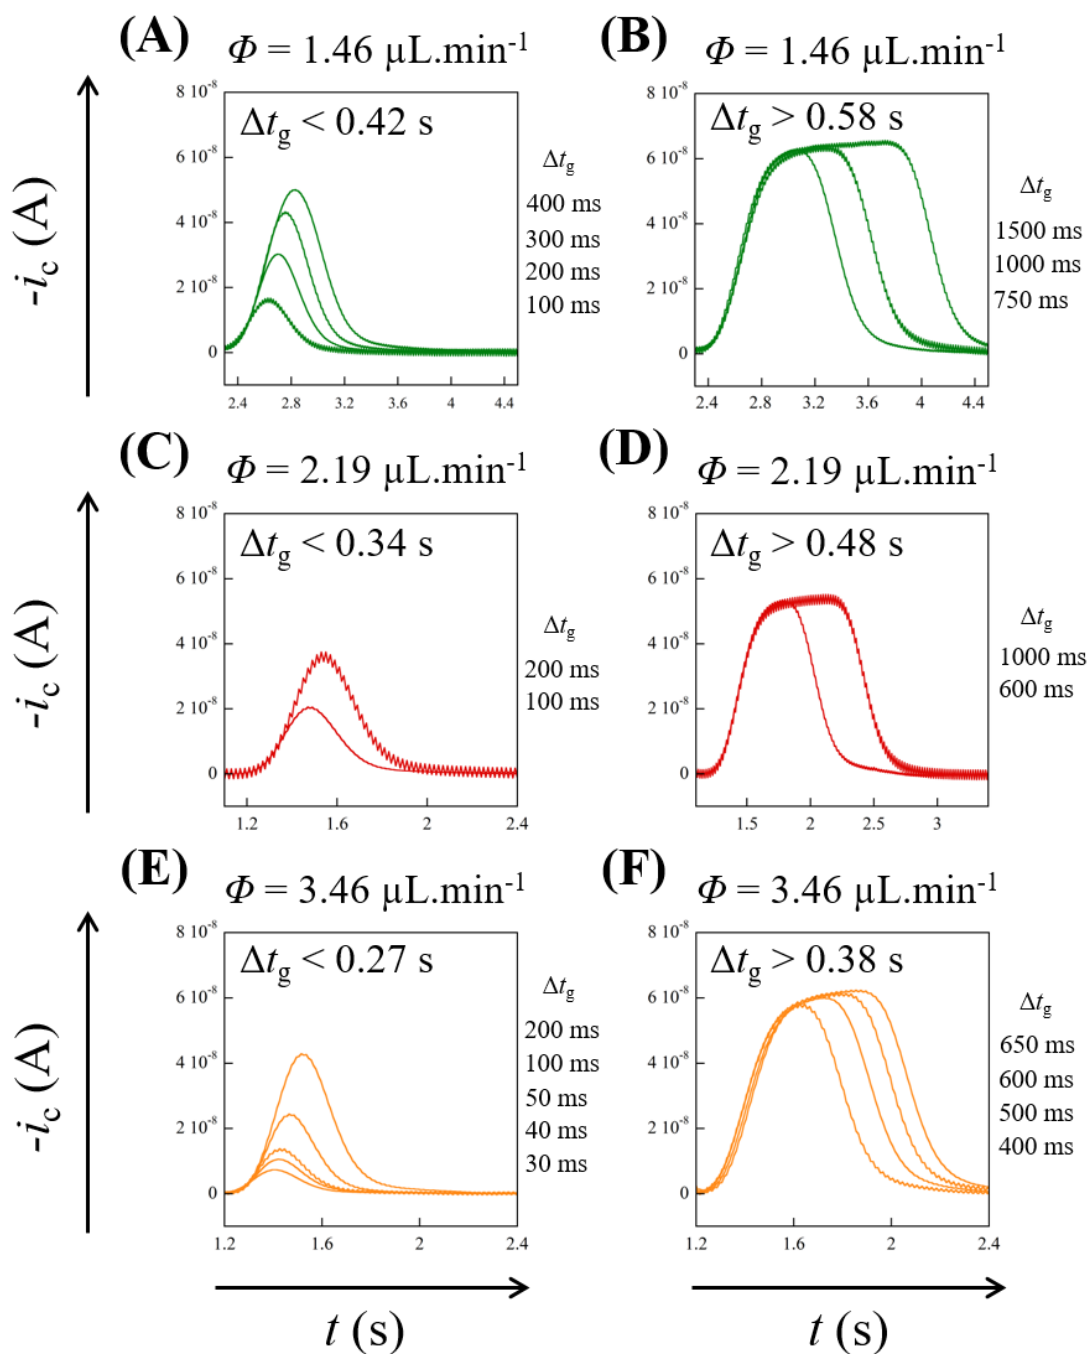 (A)
Φ = 1.46 µL.min-1
(B)
Φ = 1.46 µL.min-1
-ic (A)
8 10-8
6 10-8
4 10-8
2 10-8
0
Δtg < 0.42 s
2.4 2.8 3.2 3.6 4 4.4
Δtg
400 ms
300 ms
200 ms
100 ms
8 10-8
6 10-8
4 10-8
2 10-8
0
Δtg > 0.58 s
2.4 2.8 3.2 3.6 4 4.4
Δtg
1500 ms
1000 ms
750 ms
(C)
Φ = 2.19 µL.min-1
(D)
Φ = 2.19 µL.min-1
-ic (A)
8 10-8
6 10-8
4 10-8
2 10-8
0
Δtg < 0.34 s
1.2 1.6 2 2.4
Δtg
200 ms
100 ms
8 10-8
6 10-8
4 10-8
2 10-8
0
Δtg > 0.48 s
1.5 2 2.5 3
Δtg
1000 ms
600 ms
(E)
Φ = 3.46 µL.min-1
(F)
Φ = 3.46 µL.min-1
-ic (A)
8 10-8
6 10-8
4 10-8
2 10-8
0
Δtg < 0.27 s
1.2 1.6 2 2.4
Δtg
200 ms
100 ms
50 ms
40 ms
30 ms
8 10-8
6 10-8
4 10-8
2 10-8
0
Δtg > 0.38 s
1.2 1.6 2 2.4
Δtg
650 ms
600 ms
500 ms
400 ms
t (s)
t (s)